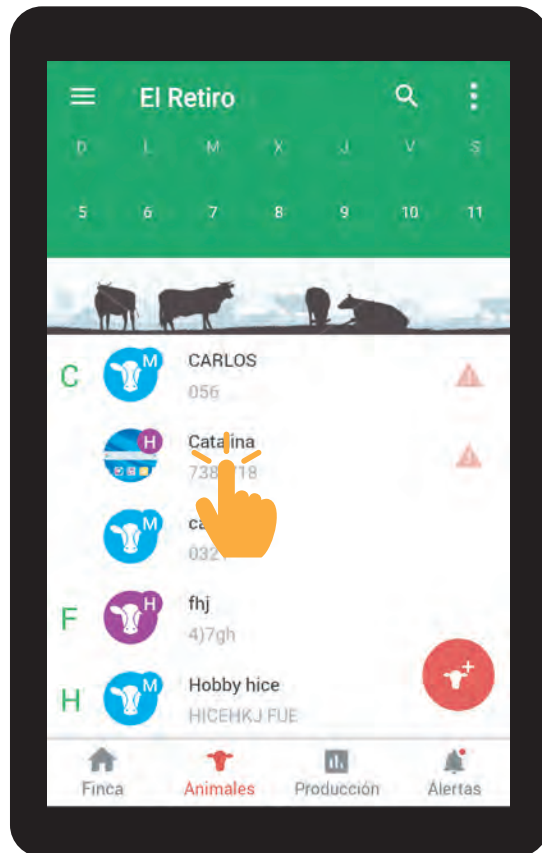 El Retiro
D L M X J V S
5 6 7 8 9 10 11
C
M
CARLOS
056
H
Catalina
M
F
H
fhj
4)7gh
H
M
Hobby hice
HICEHKJ FUE
Finca Animales Producción Alertas